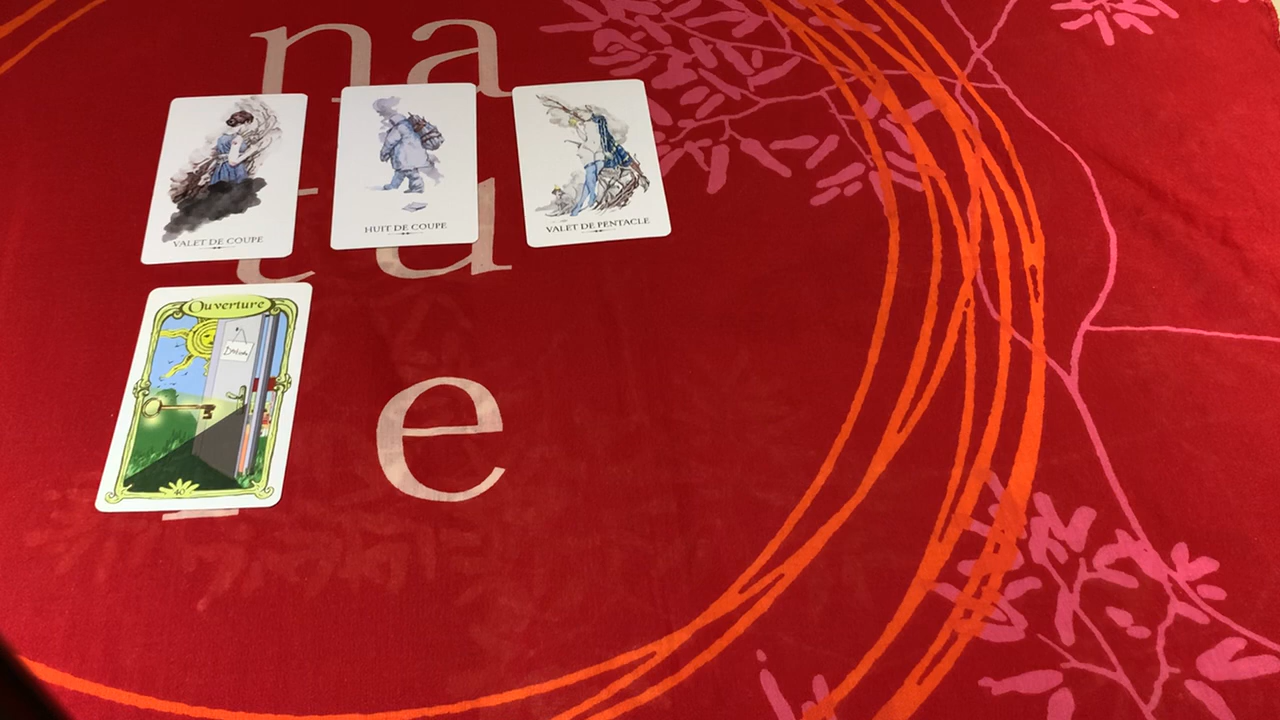 na
tu
e
VALET DE COUPE
HUIT DE COUPE
VALET DE PENTACLE
Ouverture
40